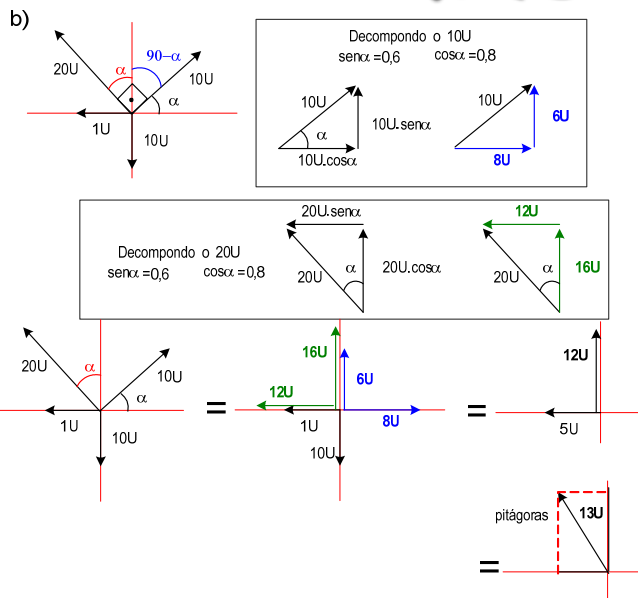 b)
20U
α
90-α
10U
α
1U
10U
Decompondo o 10U
senα=0,6 cosα=0,8
10U
α
10U.senα
10U.cosα
10U
6U
8U
Decompondo o 20U
senα=0,6 cosα=0,8
20U.senα
20U
α
20U.cosα
12U
20U
α
16U
20U
α
10U
α
1U
10U
=
16U
6U
12U
1U
8U
10U
=
12U
5U
=
pitágoras
13U